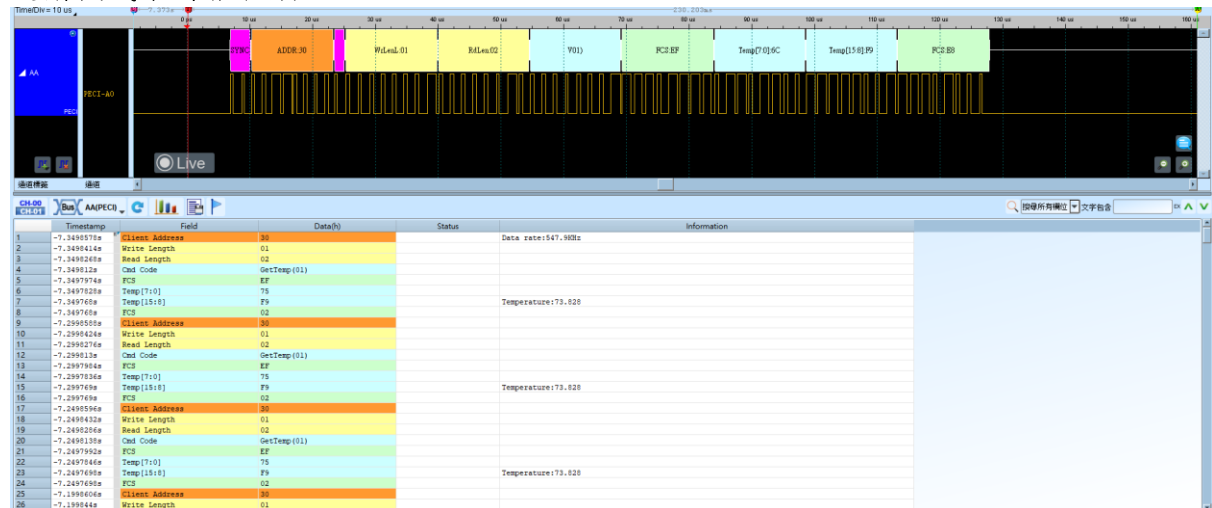 Time/Div= 10 us
-7.373s
-238.203ms
0 us
10 us
20 us
30 us
40 us
50 us
60 us
70 us
80 us
90 us
100 us
110 us
120 us
130 us
140 us
150 us
160 us
SYNC ADDR:30 WrLenL:01 RdLen:02 V01) FCS:EF Temp[7:0]:6C Temp[15:8]:F9 FCS:E8
AA
PECI-A0
PECI
Live
通道標籤 通道
CH-00
CH-01
Bus AA(PECI)
搜尋所有欄位 文字包含
Timestamp Field Data(h) Status Information
1 -7.3498578s Client Address 30 Data rate:547.9KHz
2 -7.3498414s Write Length 01
3 -7.3498268s Read Length 02
4 -7.349812s Cmd Code GetTemp(01)
5 -7.3497974s FCS EF
6 -7.3497828s Temp[7:0] 75
7 -7.349768s Temp[15:8] F9 Temperature:73.828
8 -7.349768s FCS 02
9 -7.2998588s Client Address 30
10 -7.2998424s Write Length 01
11 -7.2998276s Read Length 02
12 -7.299813s Cmd Code GetTemp(01)
13 -7.2997984s FCS EF
14 -7.2997836s Temp[7:0] 75
15 -7.299769s Temp[15:8] F9 Temperature:73.828
16 -7.299769s FCS 02
17 -7.2498596s Client Address 30
18 -7.2498432s Write Length 01
19 -7.2498286s Read Length 02
20 -7.2498138s Cmd Code GetTemp(01)
21 -7.2497992s FCS EF
22 -7.2497846s Temp[7:0] 75
23 -7.2497698s Temp[15:8] F9 Temperature:73.828
24 -7.2497698s FCS 02
25 -7.1998606s Client Address 30
26 -7.199844s Write Length 01